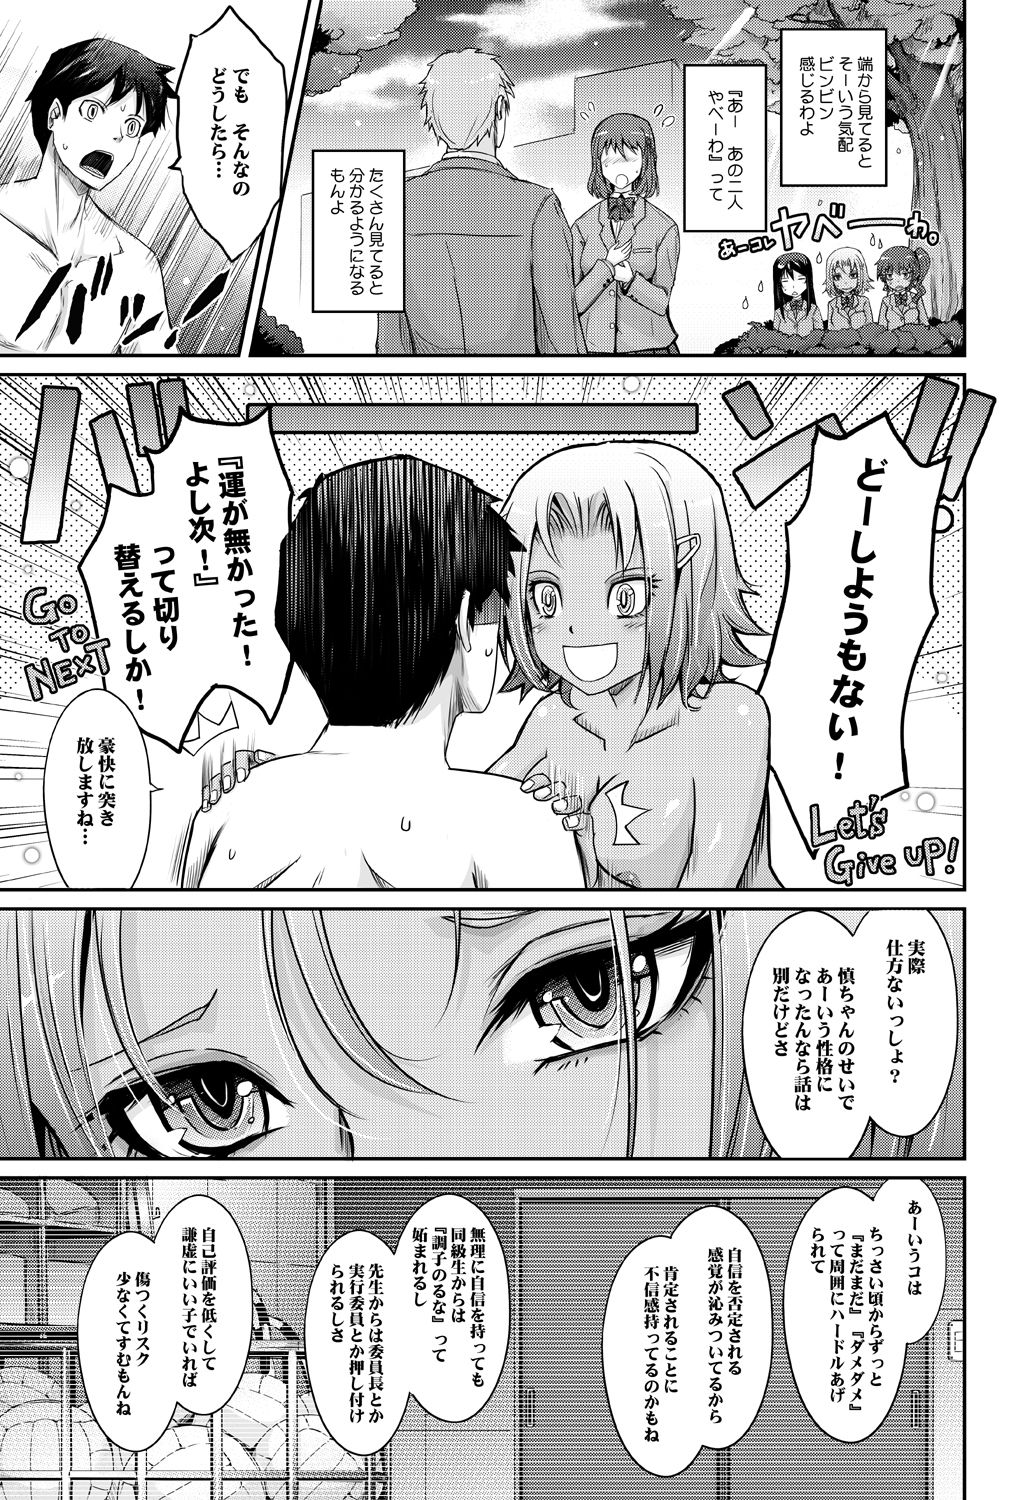 端から見てると
そーいう気配
ビンビン
感じるわよ
『あー あの二人
やべーわ』って
あーコレ
ヤベーーわ。
たくさん見てると
分かるようになる
もんよ
でも そんなの
どうしたら…
どーしようもない！
Let's
Give UP!
『運が無かった！
よし次！』
って切り
替えるしか！
Go
TO
NEXT
豪快に突き
放しますね…
実際
仕方ないっしょ？
慎ちゃんのせいで
あーいう性格に
なったんなら話は
別だけどさ
あーいうコは
ちっさい頃からずっと
『まだまだ』『ダメダメ』
って周囲にハードルあげ
られて
自信を否定される
感覚が沁みついてるから
肯定されることに
不信感持ってるのかもね
無理に自信を持っても
同級生からは
『調子のるな』って
妬まれるし
先生からは委員長とか
実行委員とか押し付け
られるしさ
自己評価を低くして
謙虚にいい子でいれば
傷つくリスク
少なくてすむもんね